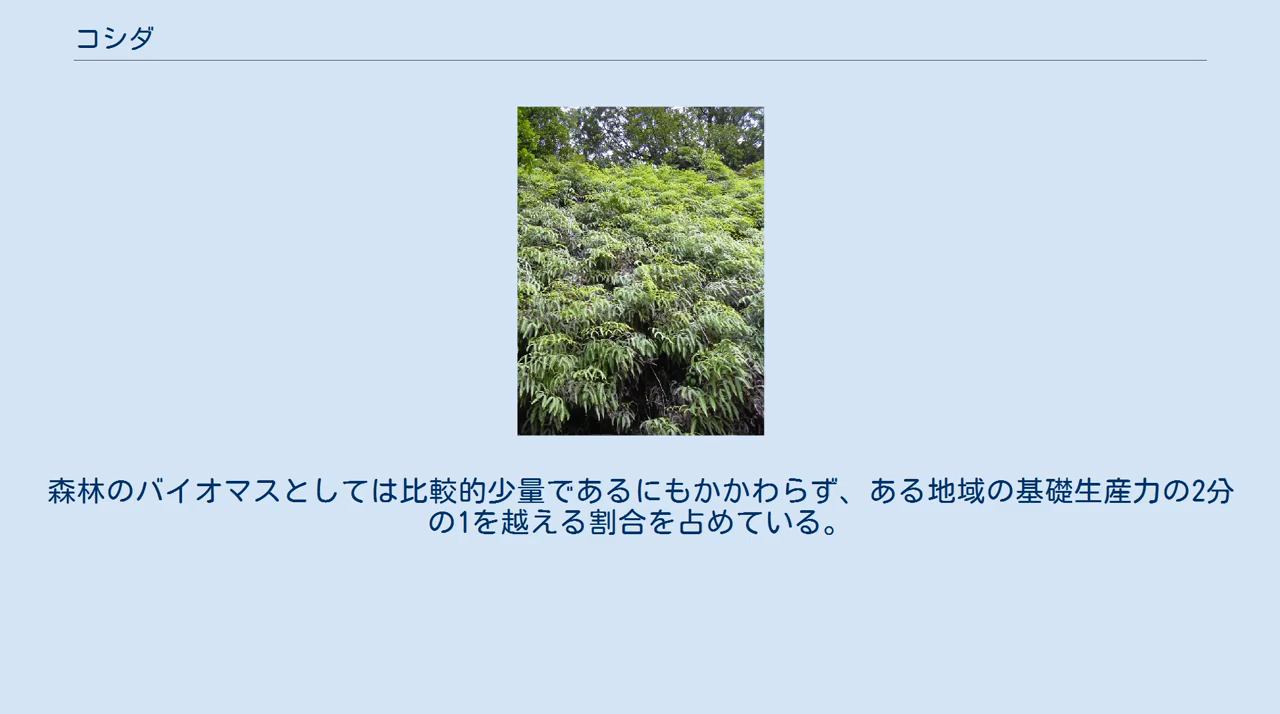 コシダ
森林のバイオマスとしては比較的少量であるにもかかわらず、ある地域の基礎生産力の2分
の1を越える割合を占めている。